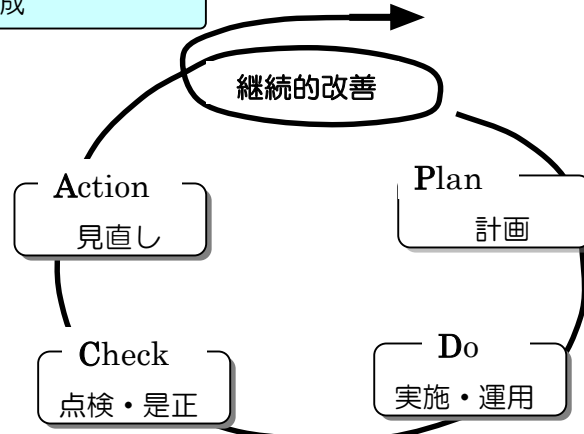 成
継続的改善
Action
見直し
Plan
計画
Check
点検・是正
Do
実施・運用